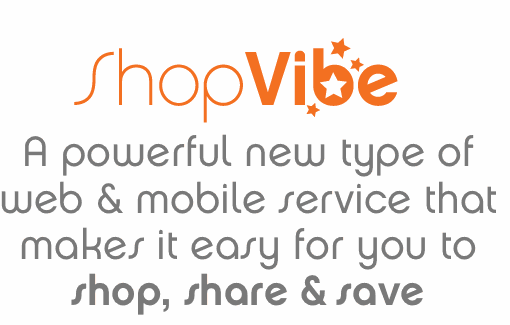 ShopVibe
A powerful new type of
web & mobile service that
makes it easy for you to
shop, share & save